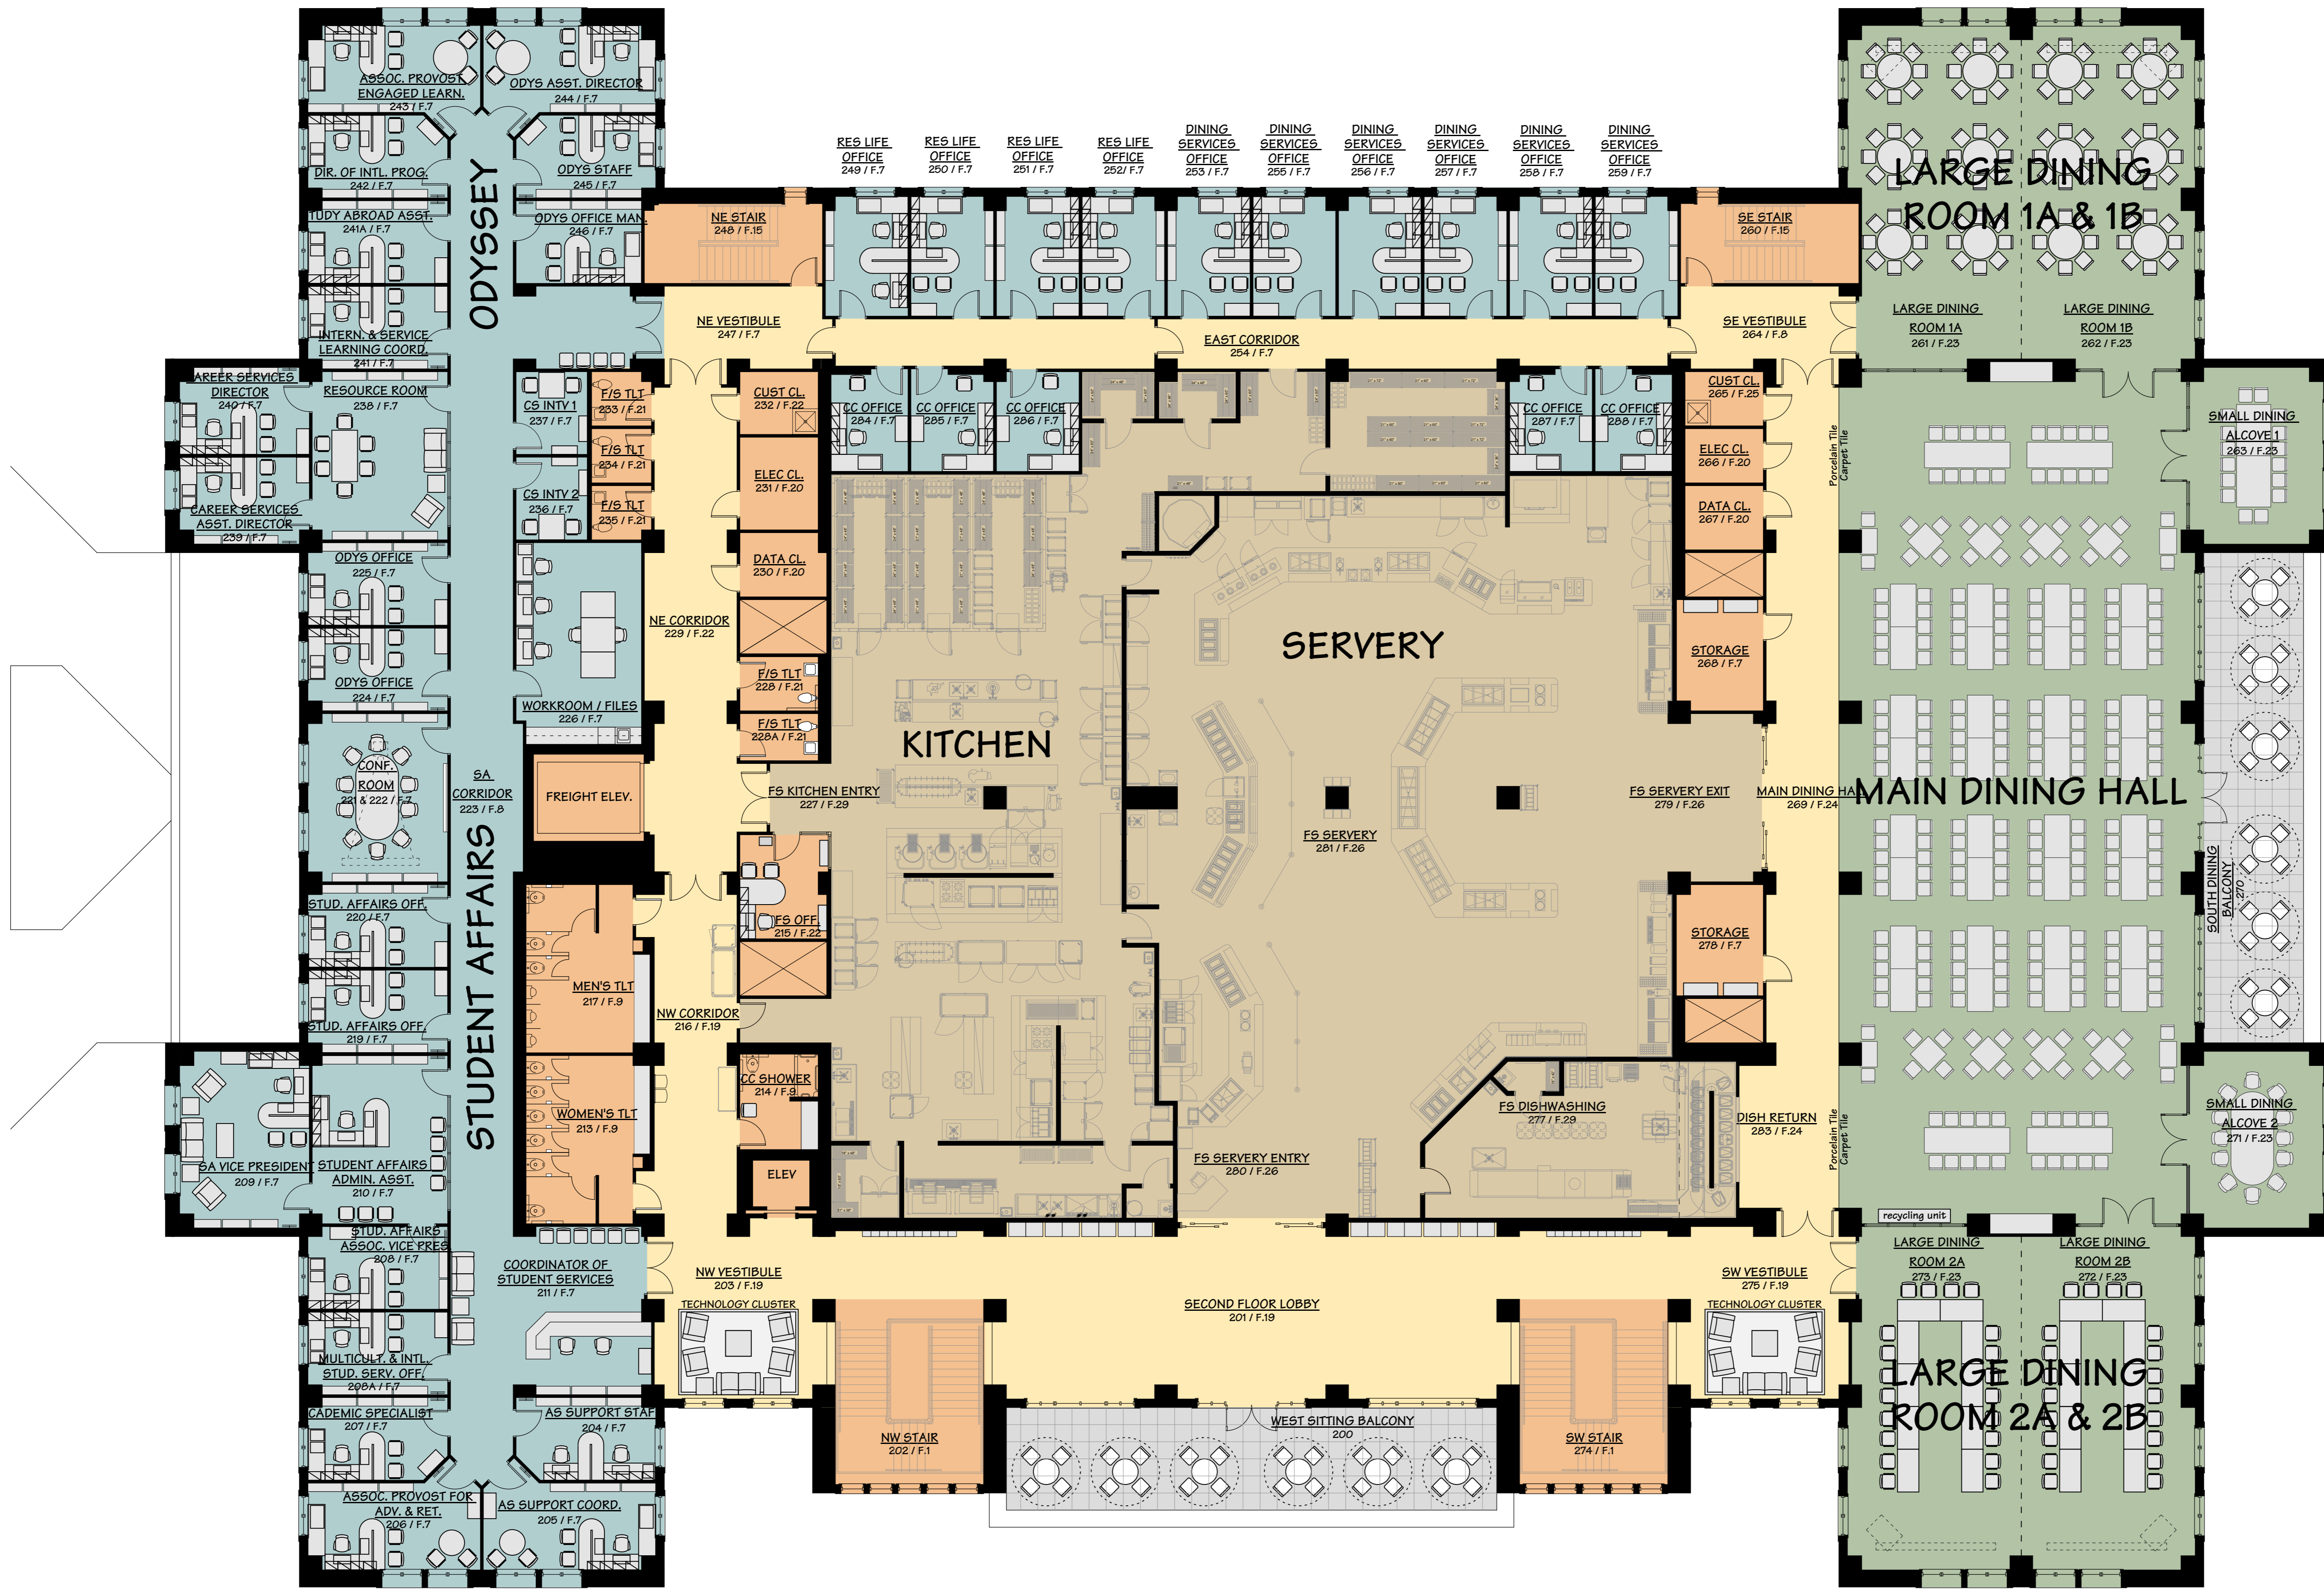 ASSOC. PROVOST
ENGAGED LEARN.
243 / F.7
ODYS ASST. DIRECTOR
244 / F.7
DIR. OF INTL. PROG.
242 / F.7
ODYS STAFF
245 / F.7
TUDY ABROAD ASST.
241A / F.7
ODYS OFFICE MAN.
246 / F.7
ODYSSEY
INTERN. & SERVICE
LEARNING COORD.
241 / F.7
NE STAIR
248 / F.15
NE VESTIBULE
247 / F.7
RES LIFE
OFFICE
249 / F.7
RES LIFE
OFFICE
250 / F.7
RES LIFE
OFFICE
251 / F.7
RES LIFE
OFFICE
252 / F.7
DINING
SERVICES
OFFICE
253 / F.7
DINING
SERVICES
OFFICE
255 / F.7
DINING
SERVICES
OFFICE
256 / F.7
DINING
SERVICES
OFFICE
257 / F.7
DINING
SERVICES
OFFICE
258 / F.7
DINING
SERVICES
OFFICE
259 / F.7
EAST CORRIDOR
254 / F.7
SE STAIR
260 / F.15
SE VESTIBULE
264 / F.8
LARGE DINING
ROOM 1A & 1B
LARGE DINING
ROOM 1A
261 / F.23
LARGE DINING
ROOM 1B
262 / F.23
CAREER SERVICES
DIRECTOR
240 / F.7
RESOURCE ROOM
238 / F.7
CAREER SERVICES
ASST. DIRECTOR
239 / F.7
CS INTV 1
237 / F.7
CS INTV 2
236 / F.7
F/S TLT
233 / F.21
F/S TLT
234 / F.21
F/S TLT
235 / F.21
CUST CL.
232 / F.22
ELEC CL.
231 / F.20
DATA CL.
230 / F.20
CC OFFICE
284 / F.7
CC OFFICE
285 / F.7
CC OFFICE
286 / F.7
CC OFFICE
287 / F.7
CC OFFICE
288 / F.7
CUST CL.
265 / F.25
ELEC CL.
266 / F.20
DATA CL.
267 / F.20
Porcelain Tile
Carpet Tile
SMALL DINING
ALCOVE 1
263 / F.23
ODYS OFFICE
225 / F.7
ODYS OFFICE
224 / F.7
WORKROOM / FILES
226 / F.7
NE CORRIDOR
229 / F.22
F/S TLT
228 / F.21
F/S TLT
228A / F.21
KITCHEN
SERVERY
STORAGE
268 / F.7
CONF.
ROOM
221 & 222 / F.7
SA
CORRIDOR
223 / F.8
FREIGHT ELEV.
FS KITCHEN ENTRY
227 / F.29
FS SERVERY
281 / F.26
FS SERVERY EXIT
279 / F.26
MAIN DINING HALL
269 / F.24
MAIN DINING HALL
SOUTH DINING
BALCONY
270
STUDENT AFFAIRS
STUD. AFFAIRS OFF.
220 / F.7
STUD. AFFAIRS OFF.
219 / F.7
MEN'S TLT
217 / F.9
FS OFF.
215 / F.22
NW CORRIDOR
216 / F.19
STORAGE
278 / F.7
CC SHOWER
214 / F.9
WOMEN'S TLT
213 / F.9
ELEV
FS DISHWASHING
277 / F.29
DISH RETURN
283 / F.24
Porcelain Tile
Carpet Tile
SMALL DINING
ALCOVE 2
271 / F.23
SA VICE PRESIDENT
209 / F.7
STUDENT AFFAIRS
ADMIN. ASST.
210 / F.7
FS SERVERY ENTRY
280 / F.26
recycling unit
STUD. AFFAIRS
ASSOC. VICE PRES
208 / F.7
COORDINATOR OF
STUDENT SERVICES
211 / F.7
NW VESTIBULE
203 / F.19
TECHNOLOGY CLUSTER
SECOND FLOOR LOBBY
201 / F.19
SW VESTIBULE
275 / F.19
TECHNOLOGY CLUSTER
LARGE DINING
ROOM 2A
273 / F.23
LARGE DINING
ROOM 2B
272 / F.23
MULTICULT. & INTL.
STUD. SERV. OFF.
208A / F.7
LARGE DINING
ROOM 2A & 2B
CADEMIC SPECIALIST
207 / F.7
AS SUPPORT STAF
204 / F.7
NW STAIR
202 / F.1
WEST SITTING BALCONY
200
SW STAIR
274 / F.1
ASSOC. PROVOST FOR
ADV. & RET.
206 / F.7
AS SUPPORT COORD.
205 / F.7